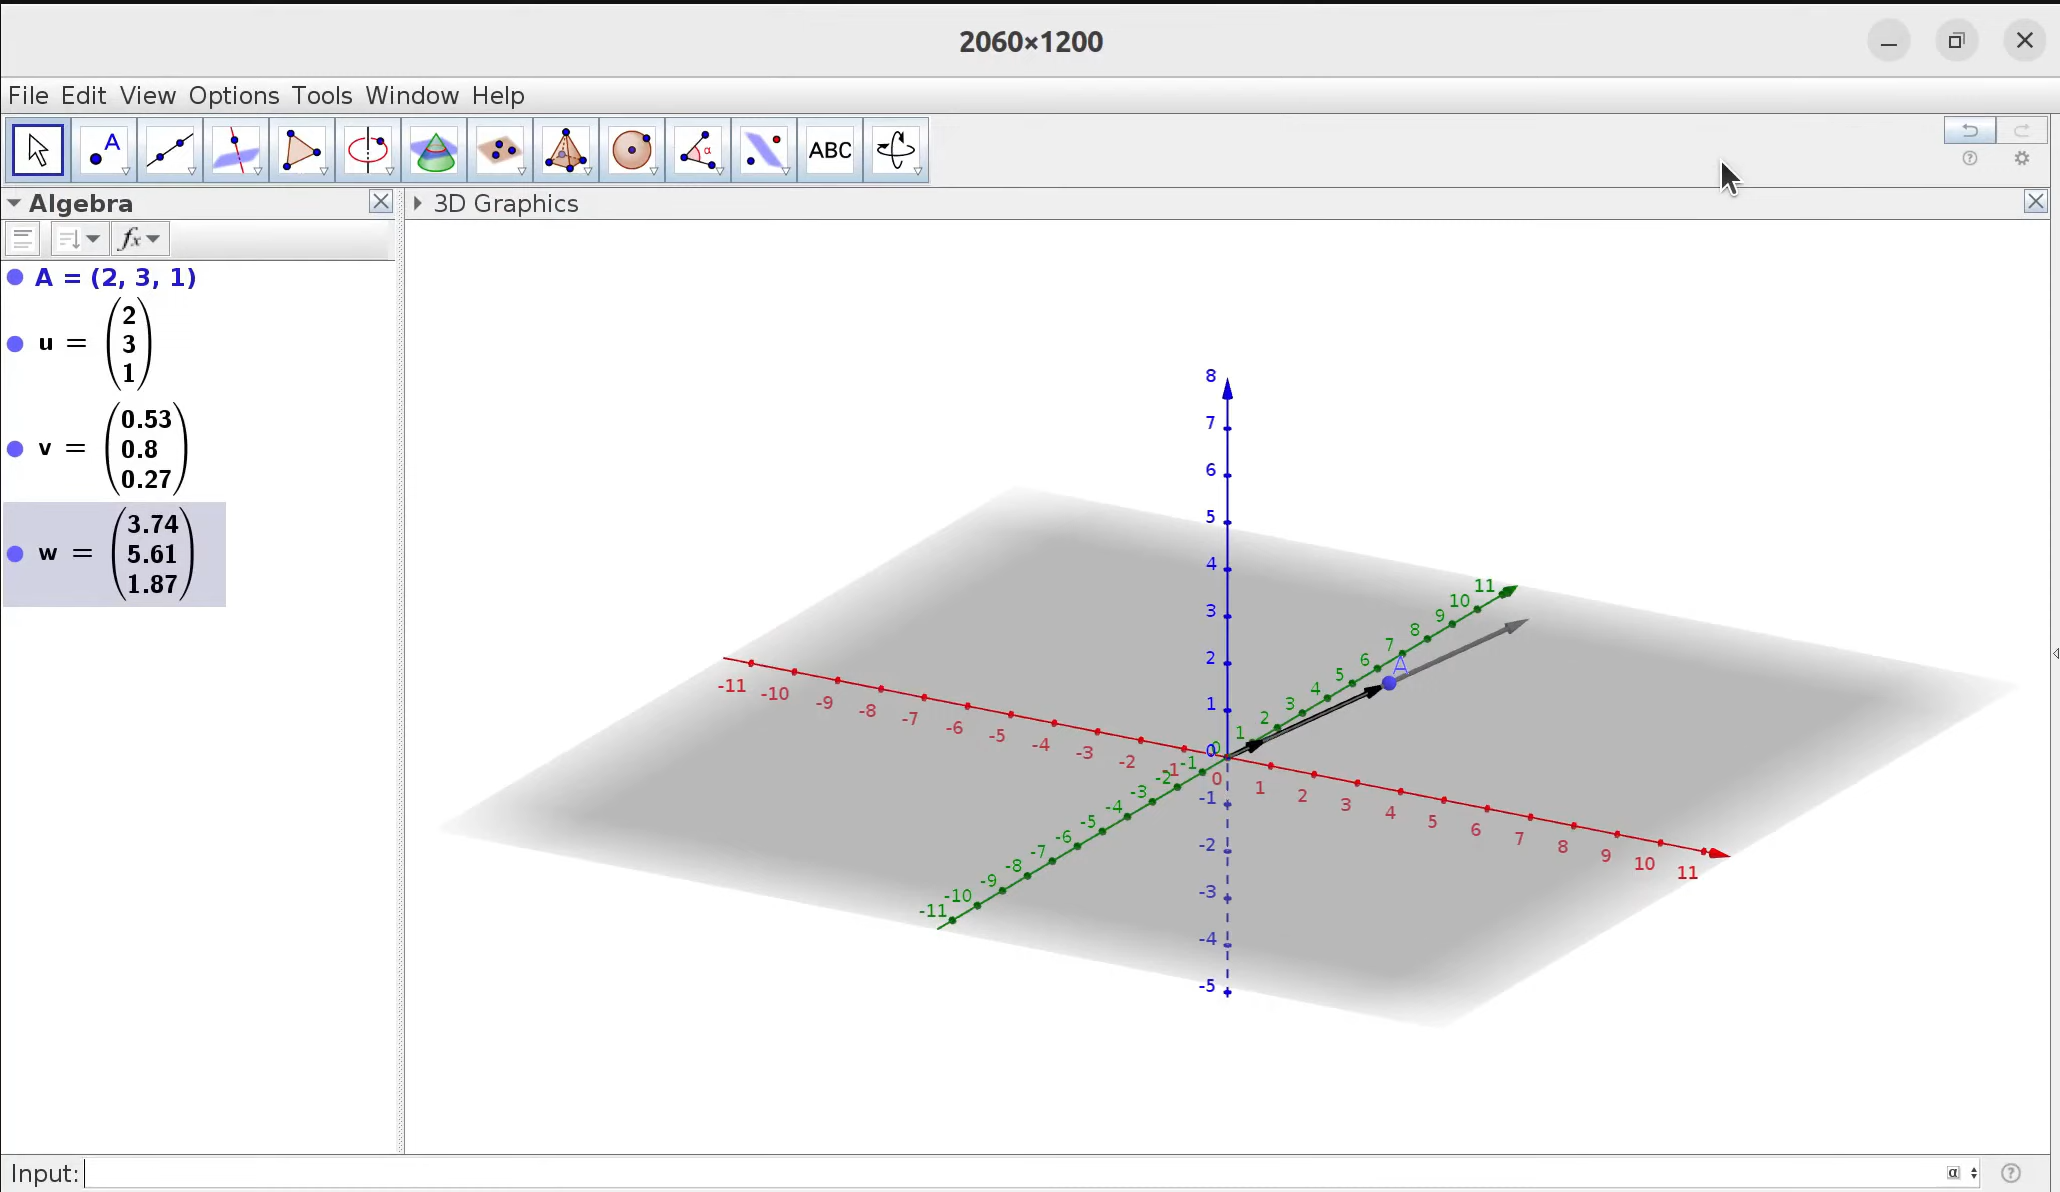 2060×1200
File Edit View Options Tools Window Help
A α ABC
Algebra
3D Graphics
fx
A = (2, 3, 1)
u = (2
3
1)
v = (0.53
0.8
0.27)
w = (3.74
5.61
1.87)
8
7
6
5
4
3
2
1
0
-1
-2
-3
-4
-5
-11 -10 -9 -8 -7 -6 -5 -4 -3 -2 -1 0 1 2 3 4 5 6 7 8 9 10 11
-11 -10 -9 -8 -7 -6 -5 -4 -3 -2 -1 0 1 2 3 4 5 6 7 8 9 10 11
A
Input:
α